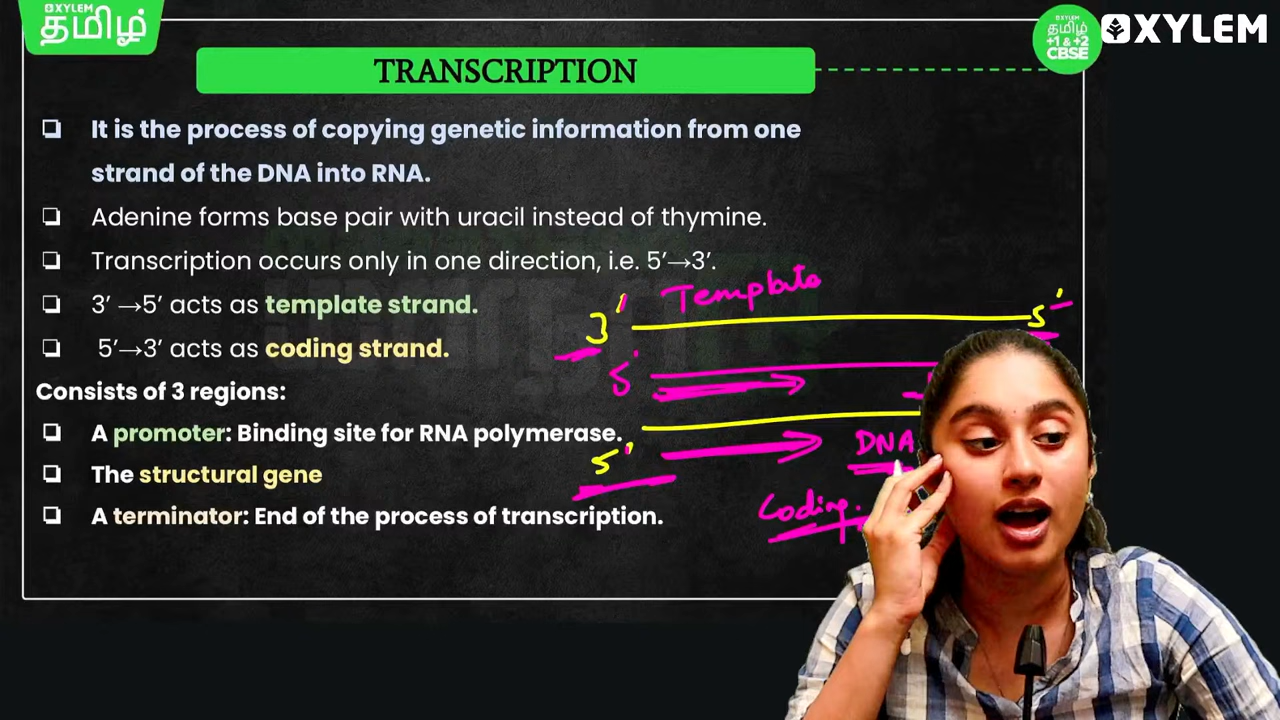 XYLEM
தமிழ்
XYLEM
தமிழ்
+1 & +2
CBSE
XYLEM
TRANSCRIPTION
❏ It is the process of copying genetic information from one
strand of the DNA into RNA.
❏ Adenine forms base pair with uracil instead of thymine.
❏ Transcription occurs only in one direction, i.e. 5’→3’.
❏ 3’ →5’ acts as template strand.
❏ 5’→3’ acts as coding strand.
Consists of 3 regions:
❏ A promoter: Binding site for RNA polymerase.
❏ The structural gene
❏ A terminator: End of the process of transcription.
Template
3' 5'
5'
DNA
5'
Coding.